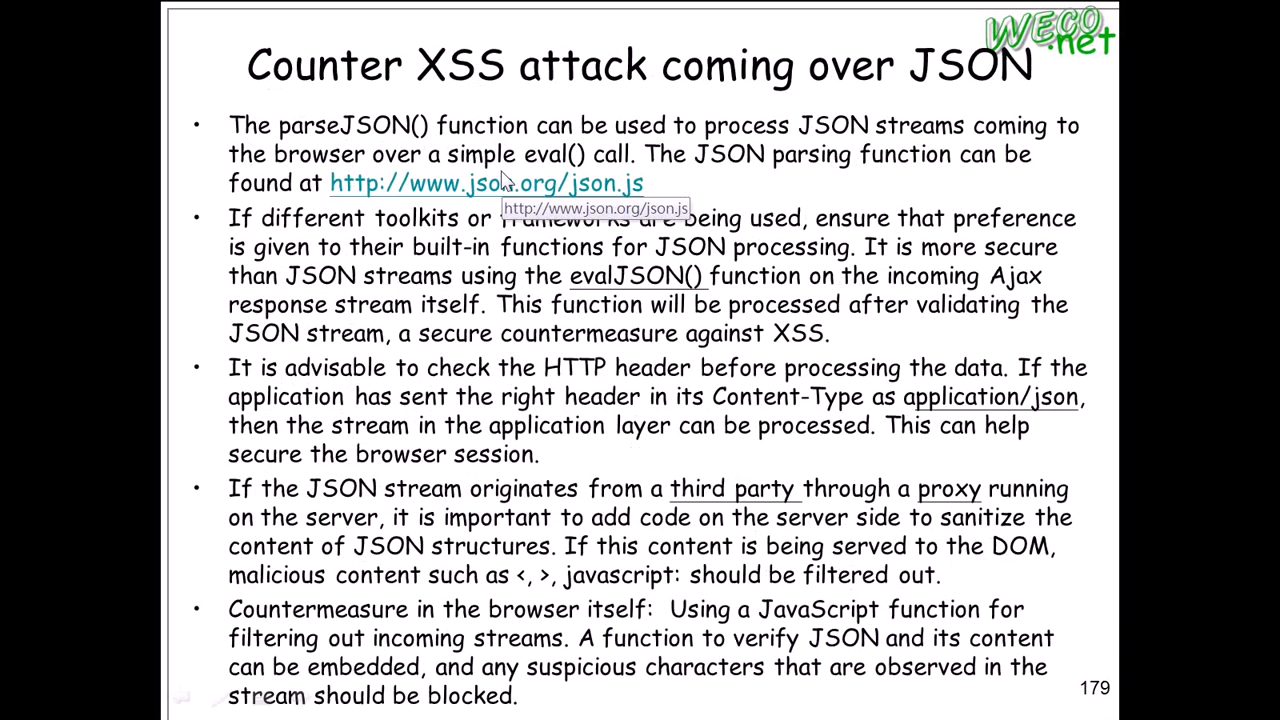 WECO
.net
Counter XSS attack coming over JSON
• The parseJSON() function can be used to process JSON streams coming to
the browser over a simple eval() call. The JSON parsing function can be
found at http://www.json.org/json.js
http://www.json.org/json.js
• If different toolkits or frameworks are being used, ensure that preference
is given to their built-in functions for JSON processing. It is more secure
than JSON streams using the evalJSON() function on the incoming Ajax
response stream itself. This function will be processed after validating the
JSON stream, a secure countermeasure against XSS.
• It is advisable to check the HTTP header before processing the data. If the
application has sent the right header in its Content-Type as application/json,
then the stream in the application layer can be processed. This can help
secure the browser session.
• If the JSON stream originates from a third party through a proxy running
on the server, it is important to add code on the server side to sanitize the
content of JSON structures. If this content is being served to the DOM,
malicious content such as <, >, javascript: should be filtered out.
• Countermeasure in the browser itself: Using a JavaScript function for
filtering out incoming streams. A function to verify JSON and its content
can be embedded, and any suspicious characters that are observed in the
stream should be blocked.
179